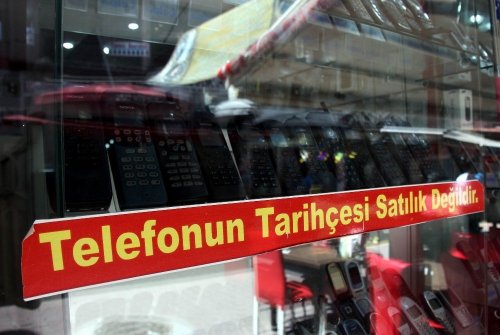 Telefonun Tarihçesi Satılık Değildir.